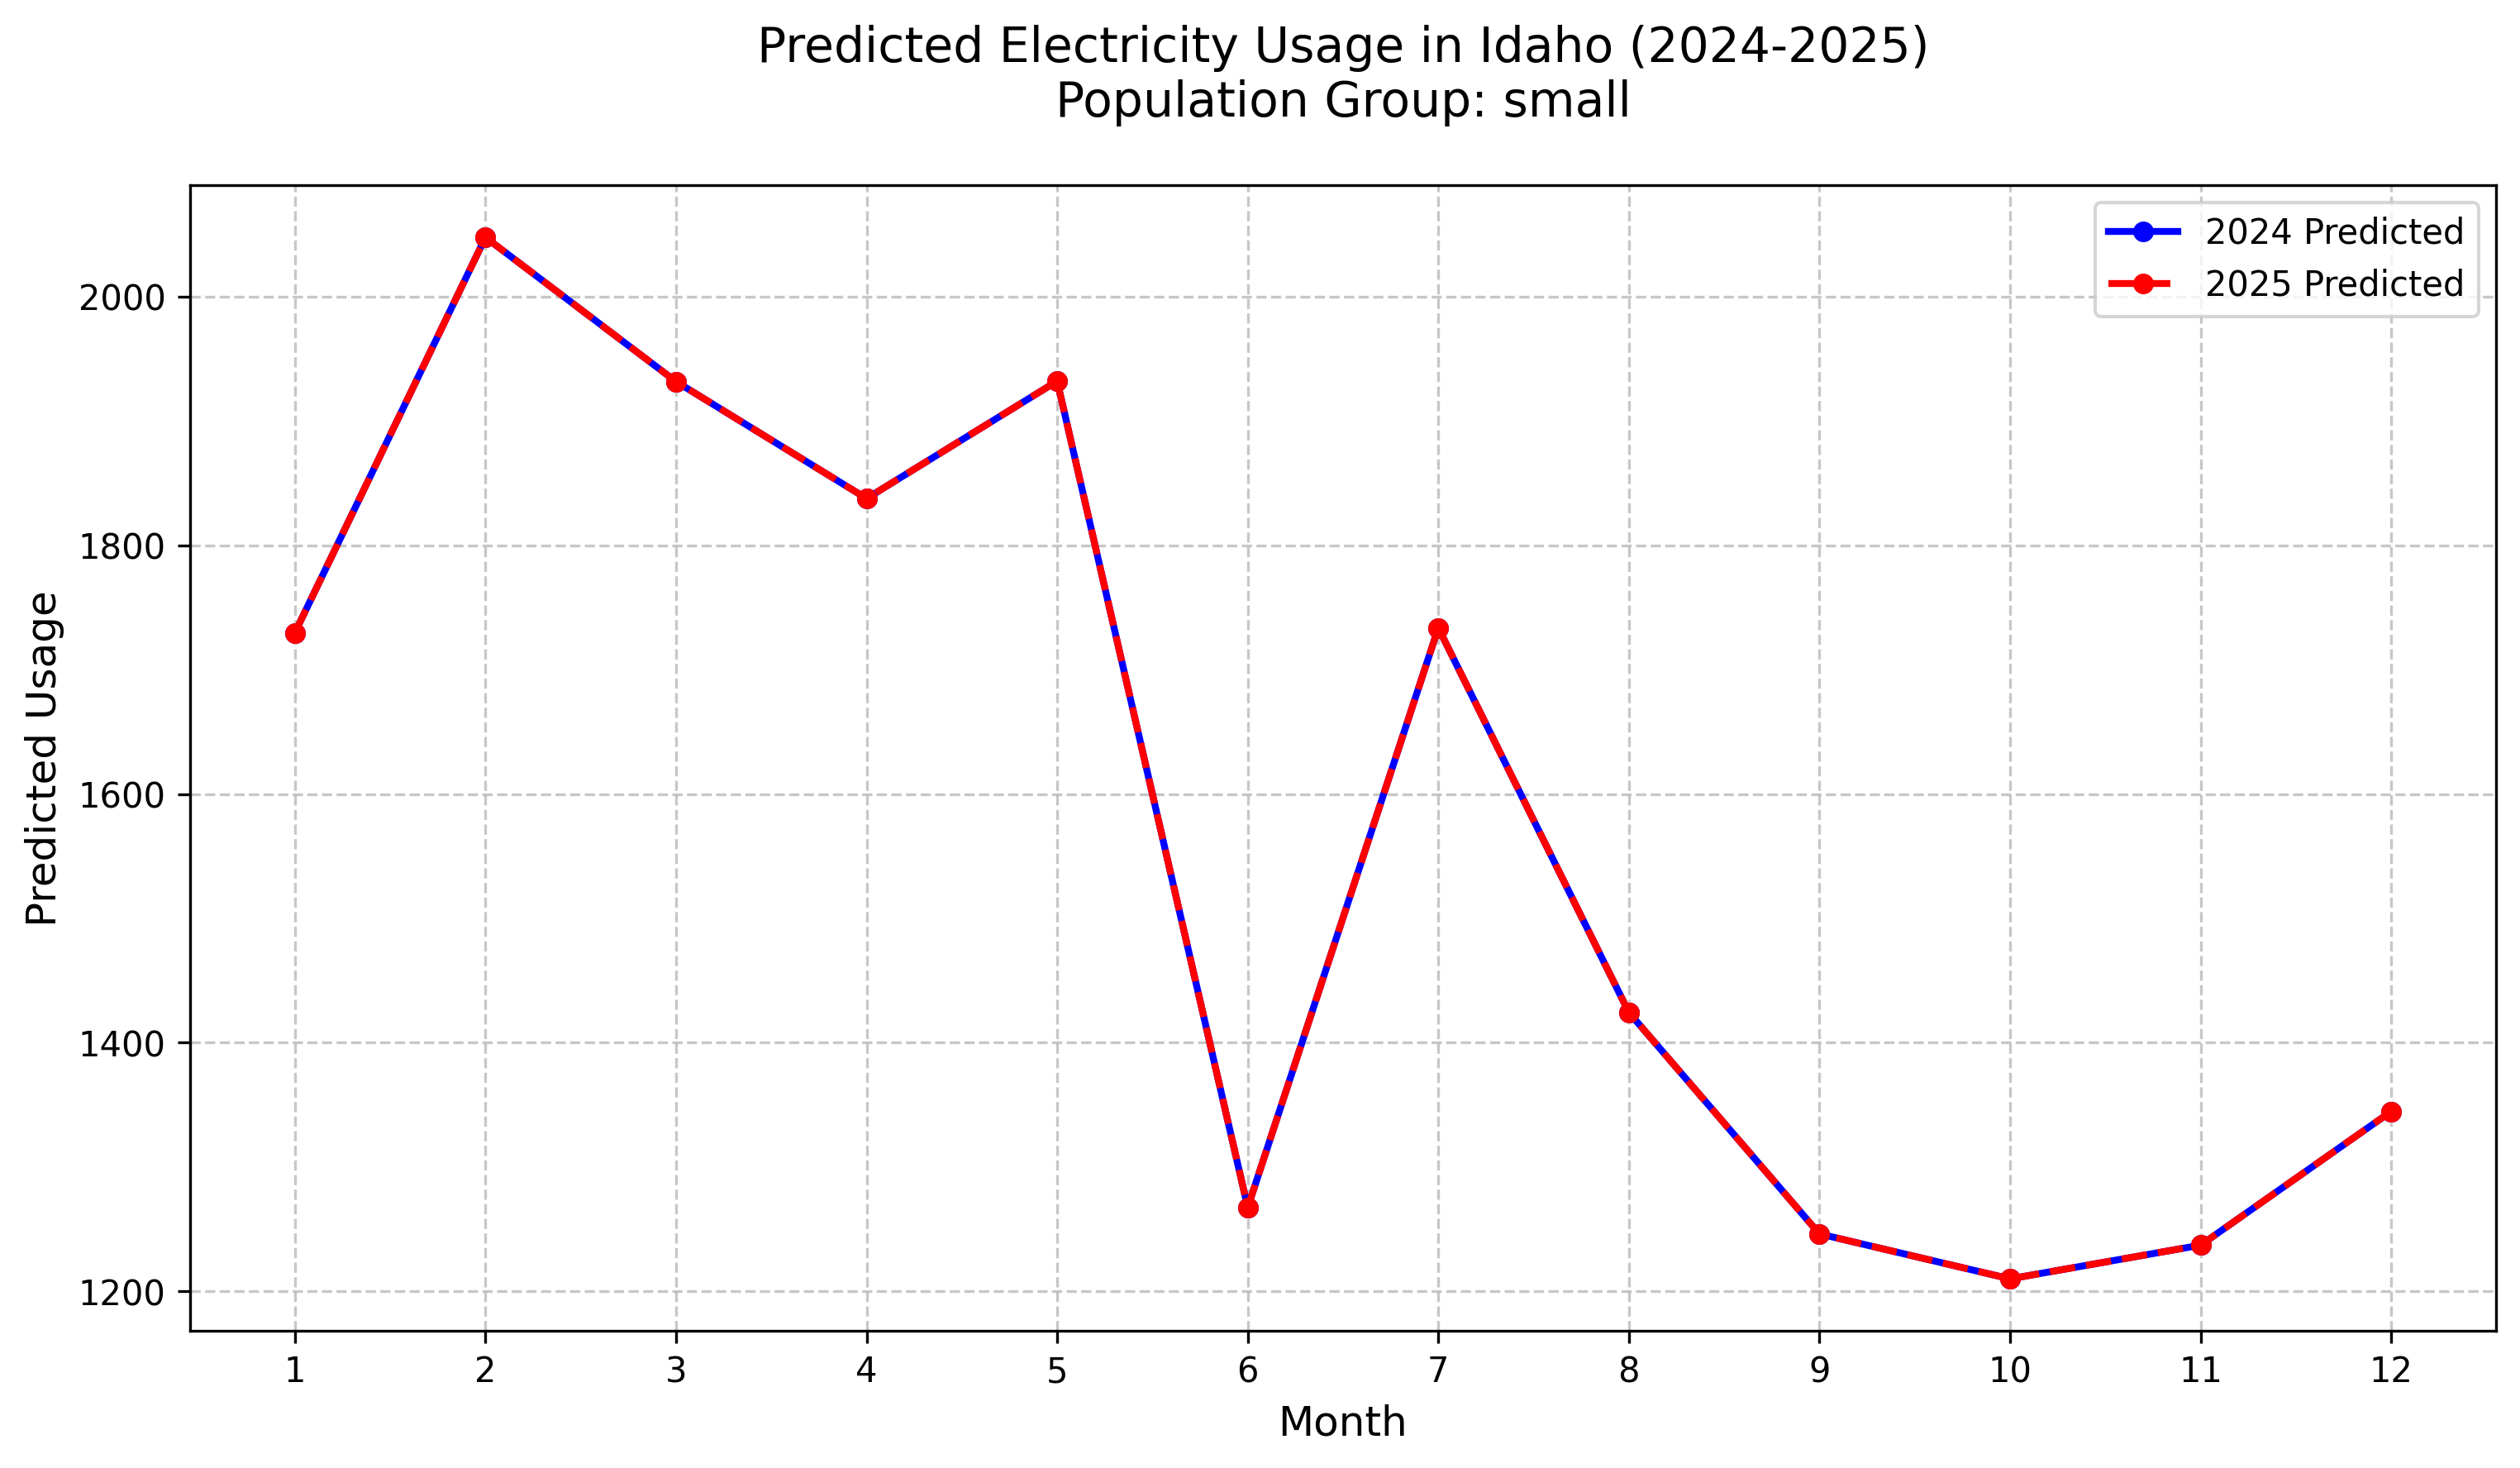 Predicted Electricity Usage in Idaho (2024-2025)
Population Group: small
2024 Predicted
2025 Predicted
Predicted Usage
2000
1800
1600
1400
1200
1 2 3 4 5 6 7 8 9 10 11 12
Month